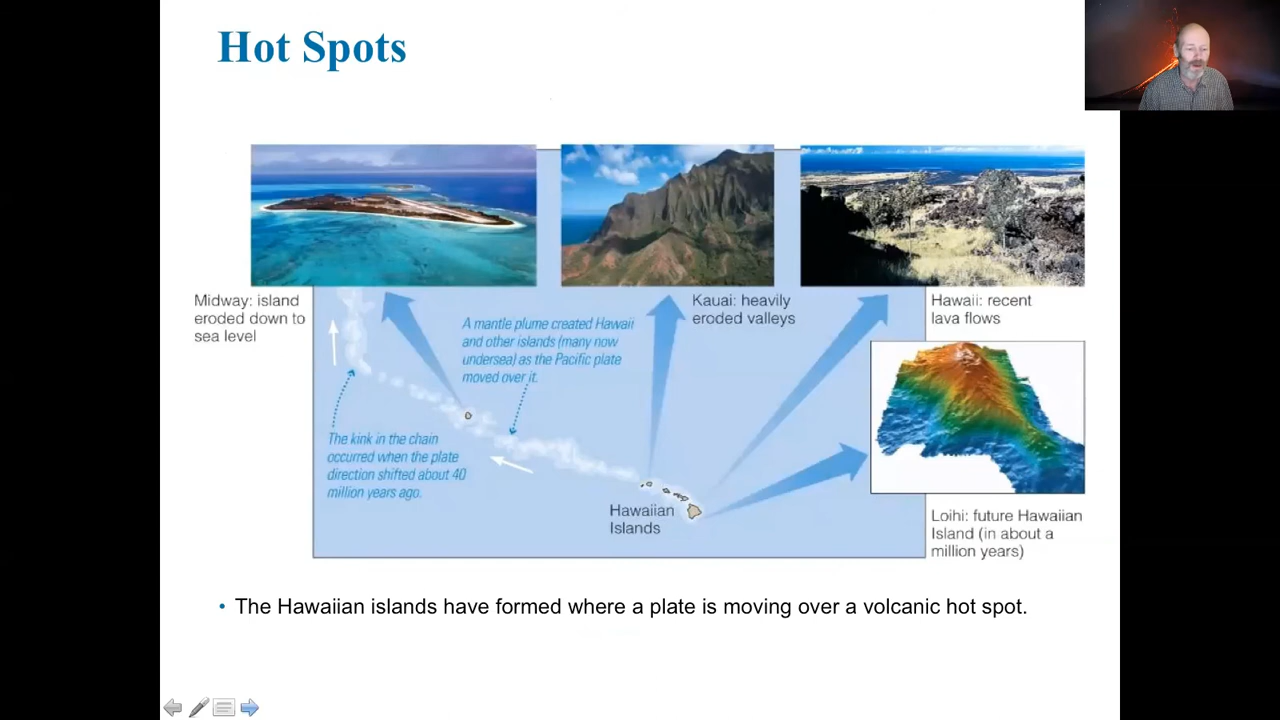 Hot Spots
Midway: island
eroded down to
sea level
Kauai: heavily
eroded valleys
Hawaii: recent
lava flows
A mantle plume created Hawaii
and other islands (many now
undersea) as the Pacific plate
moved over it.
The kink in the chain
occurred when the plate
direction shifted about 40
million years ago.
Hawaiian
Islands
Loihi: future Hawaiian
Island (in about a
million years)
• The Hawaiian islands have formed where a plate is moving over a volcanic hot spot.